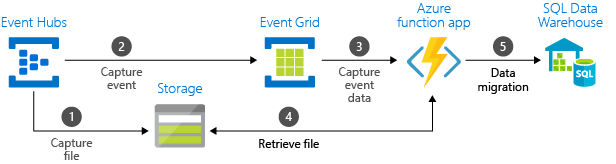 Event Hubs
Event Grid
Azure
function app
SQL Data
Warehouse
2
Capture
event
3
Capture
event
data
5
Data
migration
SQL
Storage
1
Capture
file
4
Retrieve file